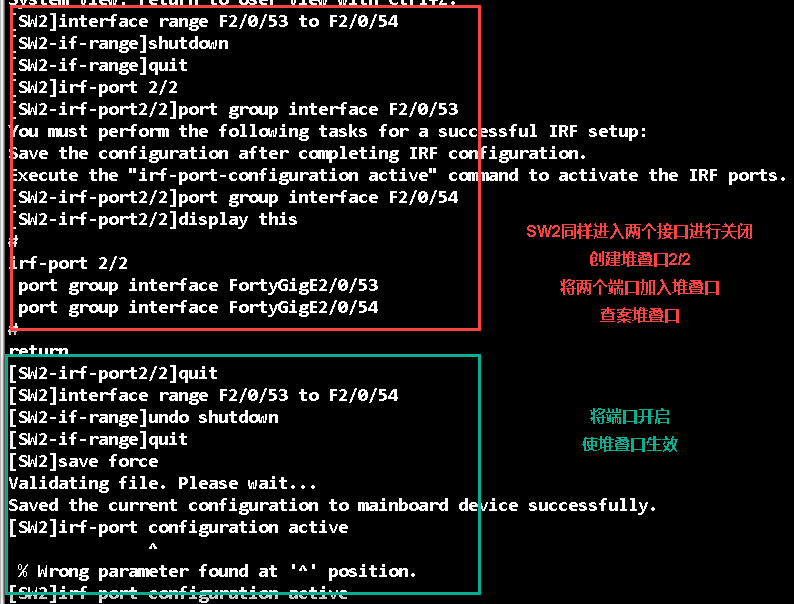 System View: return to User View with Ctrl+Z.
[SW2]interface range F2/0/53 to F2/0/54
[SW2-if-range]shutdown
[SW2-if-range]quit
[SW2]irf-port 2/2
[SW2-irf-port2/2]port group interface F2/0/53
You must perform the following tasks for a successful IRF setup:
Save the configuration after completing IRF configuration.
Execute the "irf-port-configuration active" command to activate the IRF ports.
[SW2-irf-port2/2]port group interface F2/0/54
[SW2-irf-port2/2]display this
#
irf-port 2/2
port group interface FortyGigE2/0/53
port group interface FortyGigE2/0/54
#
return
SW2同样进入两个接口进行关闭
创建堆叠口2/2
将两个端口加入堆叠口
查案堆叠口
[SW2-irf-port2/2]quit
[SW2]interface range F2/0/53 to F2/0/54
[SW2-if-range]undo shutdown
[SW2-if-range]quit
[SW2]save force
Validating file. Please wait...
Saved the current configuration to mainboard device successfully.
[SW2]irf-port configuration active
^
% Wrong parameter found at '^' position.
[SW2]irf-port-configuration active
将端口开启
使堆叠口生效